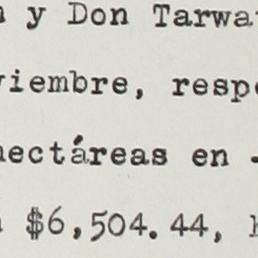 y Don Tarwa
viembre, resp
hectáreas en
$6,504.44,